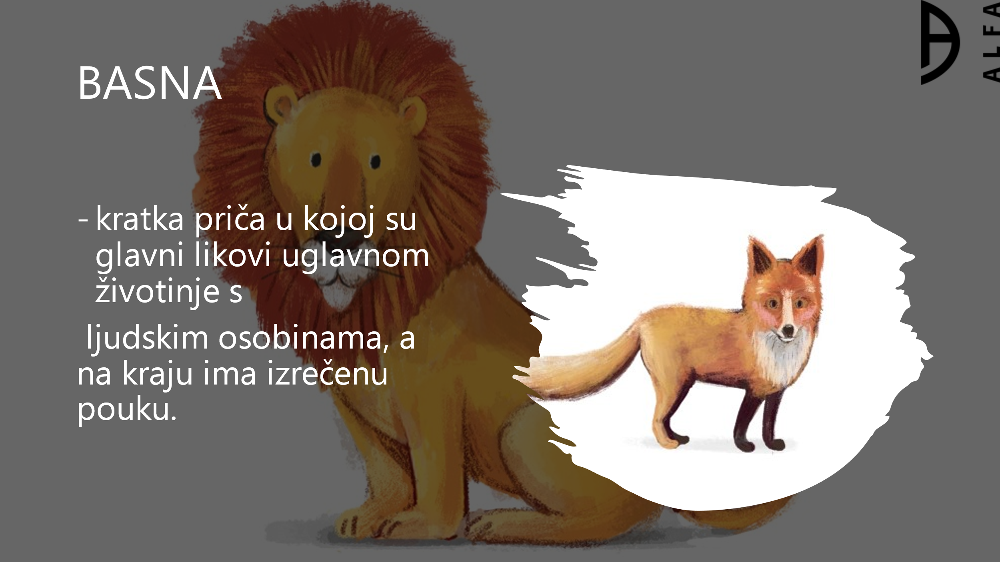 BASNA
- kratka priča u kojoj su
glavni likovi uglavnom
životinje s
ljudskim osobinama, a
na kraju ima izrečenu
pouku.
ALFA